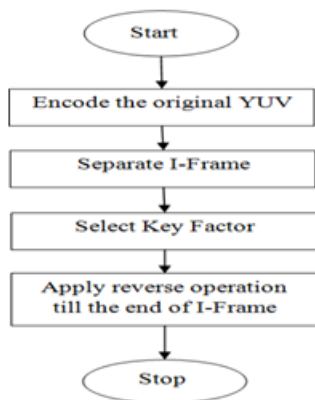 Start
Encode the original YUV
Separate I-Frame
Select Key Factor
Apply reverse operation
till the end of I-Frame
Stop